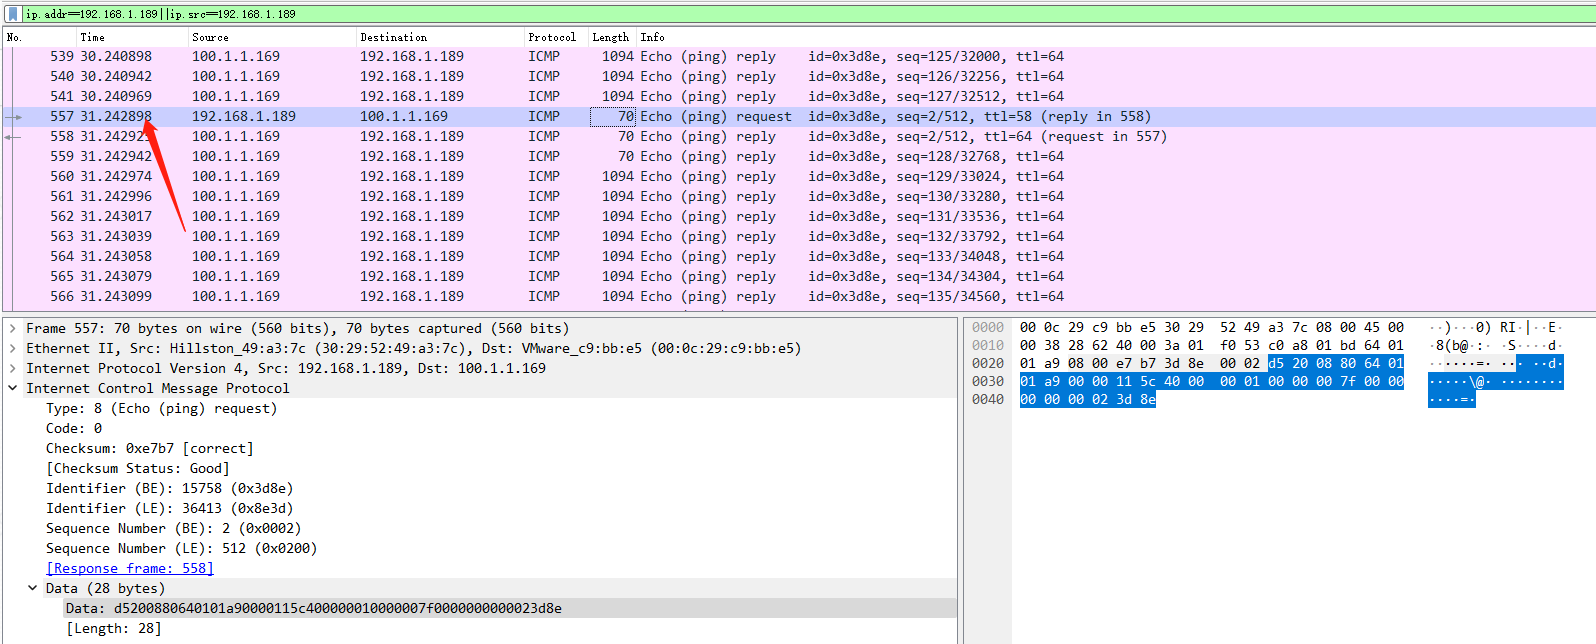 ip.addr==192.168.1.189||ip.src==192.168.1.189
No. Time Source Destination Protocol Length Info
539 30.240898 100.1.1.169 192.168.1.189 ICMP 1094 Echo (ping) reply id=0x3d8e, seq=125/32000, ttl=64
540 30.240942 100.1.1.169 192.168.1.189 ICMP 1094 Echo (ping) reply id=0x3d8e, seq=126/32256, ttl=64
541 30.240969 100.1.1.169 192.168.1.189 ICMP 1094 Echo (ping) reply id=0x3d8e, seq=127/32512, ttl=64
557 31.242898 192.168.1.189 100.1.1.169 ICMP 70 Echo (ping) request id=0x3d8e, seq=2/512, ttl=58 (reply in 558)
558 100.1.1.169 192.168.1.189 ICMP 70 Echo (ping) reply id=0x3d8e, seq=2/512, ttl=64 (request in 557)
559 31.242942 100.1.1.169 192.168.1.189 ICMP 70 Echo (ping) reply id=0x3d8e, seq=128/32768, ttl=64
560 31.242974 100.1.1.169 192.168.1.189 ICMP 1094 Echo (ping) reply id=0x3d8e, seq=129/33024, ttl=64
561 31.242996 100.1.1.169 192.168.1.189 ICMP 1094 Echo (ping) reply id=0x3d8e, seq=130/33280, ttl=64
562 31.243017 100.1.1.169 192.168.1.189 ICMP 1094 Echo (ping) reply id=0x3d8e, seq=131/33536, ttl=64
563 31.243039 100.1.1.169 192.168.1.189 ICMP 1094 Echo (ping) reply id=0x3d8e, seq=132/33792, ttl=64
564 31.243058 100.1.1.169 192.168.1.189 ICMP 1094 Echo (ping) reply id=0x3d8e, seq=133/34048, ttl=64
565 31.243079 100.1.1.169 192.168.1.189 ICMP 1094 Echo (ping) reply id=0x3d8e, seq=134/34304, ttl=64
566 31.243099 100.1.1.169 192.168.1.189 ICMP 1094 Echo (ping) reply id=0x3d8e, seq=135/34560, ttl=64
Frame 557: 70 bytes on wire (560 bits), 70 bytes captured (560 bits)
Ethernet II, Src: Hillston_49:a3:7c (30:29:52:49:a3:7c), Dst: VMware_c9:bb:e5 (00:0c:29:c9:bb:e5)
Internet Protocol Version 4, Src: 192.168.1.189, Dst: 100.1.1.169
Internet Control Message Protocol
Type: 8 (Echo (ping) request)
Code: 0
Checksum: 0xe7b7 [correct]
[Checksum Status: Good]
Identifier (BE): 15758 (0x3d8e)
Identifier (LE): 36413 (0x8e3d)
Sequence Number (BE): 2 (0x0002)
Sequence Number (LE): 512 (0x0200)
[Response frame: 558]
Data (28 bytes)
Data: d5200880640101a90000115c400000010000007f0000000000023d8e
[Length: 28]
0000 00 0c 29 c9 bb e5 30 29 52 49 a3 7c 08 00 45 00 ··)···0) RI·|··E·
0010 00 38 28 62 40 00 3a 01 f0 53 c0 a8 01 bd 64 01 ·8(b@·:· ·S····d·
0020 01 a9 08 00 e7 b7 3d 8e 00 02 d5 20 08 80 64 01 ······=· ··· ··d·
0030 01 a9 00 00 11 5c 40 00 00 01 00 00 00 7f 00 00 ·····\@· ········
0040 00 00 00 02 3d 8e ····=·